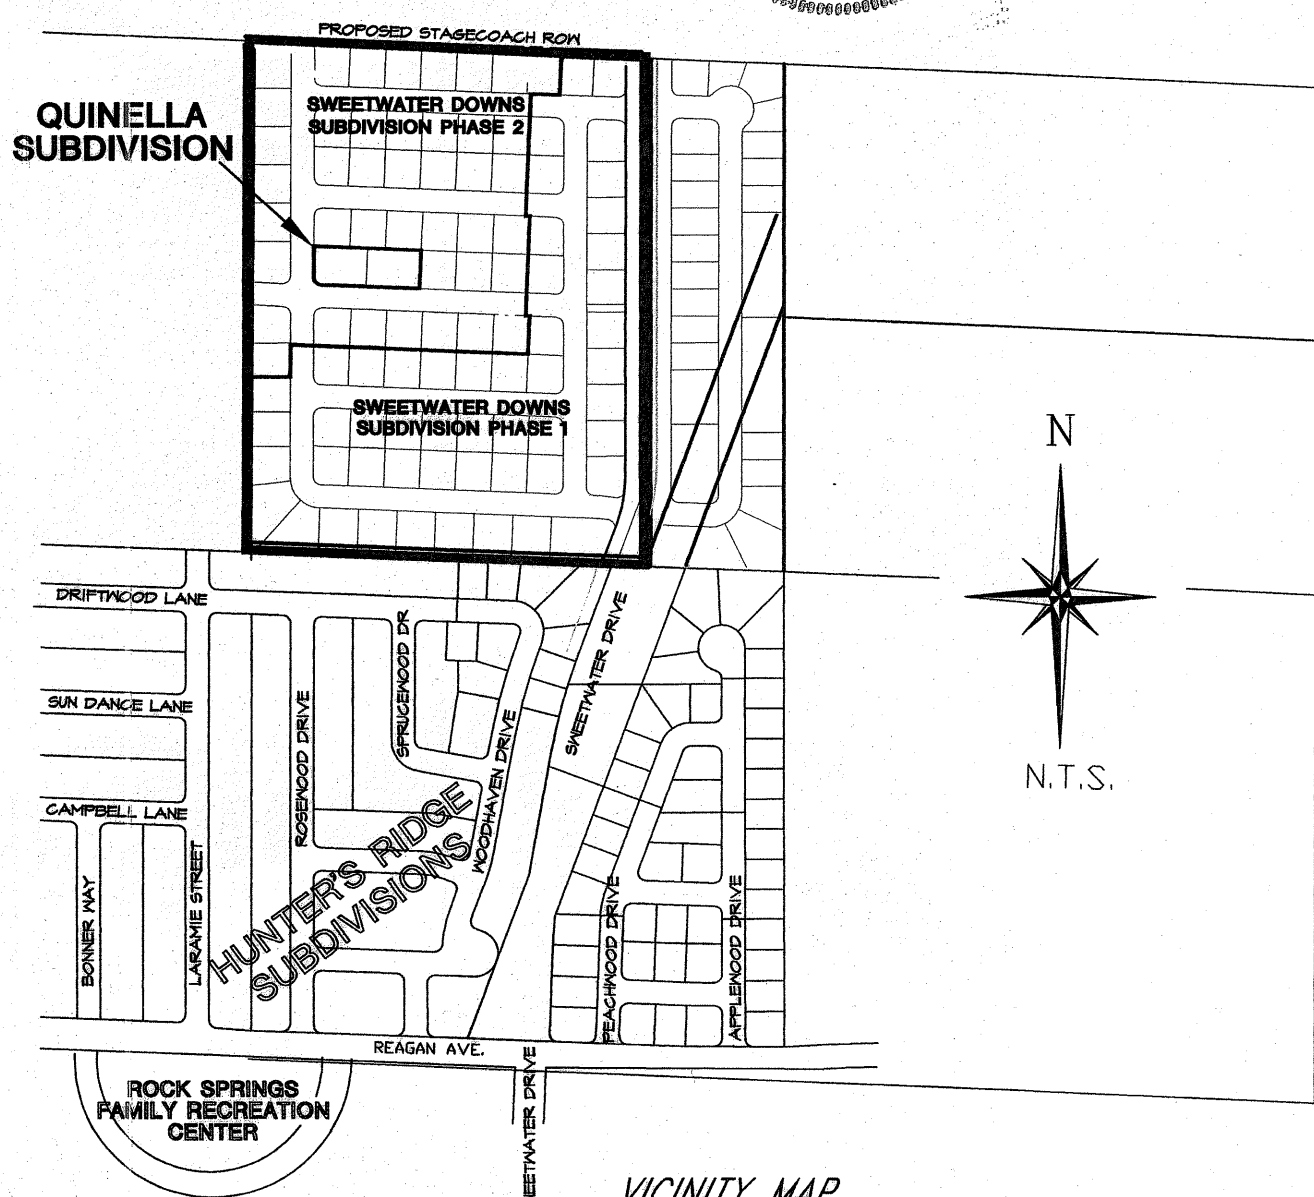 PROPOSED STAGECOACH ROW
QUINELLA
SUBDIVISION
SWEETWATER DOWNS
SUBDIVISION PHASE 2
SWEETWATER DOWNS
SUBDIVISION PHASE 1
N
N.T.S.
DRIFTWOOD LANE
SUN DANCE LANE
CAMPBELL LANE
BONNER WAY
LARAMIE STREET
ROSEWOOD DRIVE
SPRUCEWOOD DR
WOODHAVEN DRIVE
SWEETWATER DRIVE
HUNTER'S RIDGE
SUBDIVISIONS
PEACHWOOD DRIVE
APPLEWOOD DRIVE
REAGAN AVE.
EETWATER DRIVE
ROCK SPRINGS
FAMILY RECREATION
CENTER
VICINITY MAP